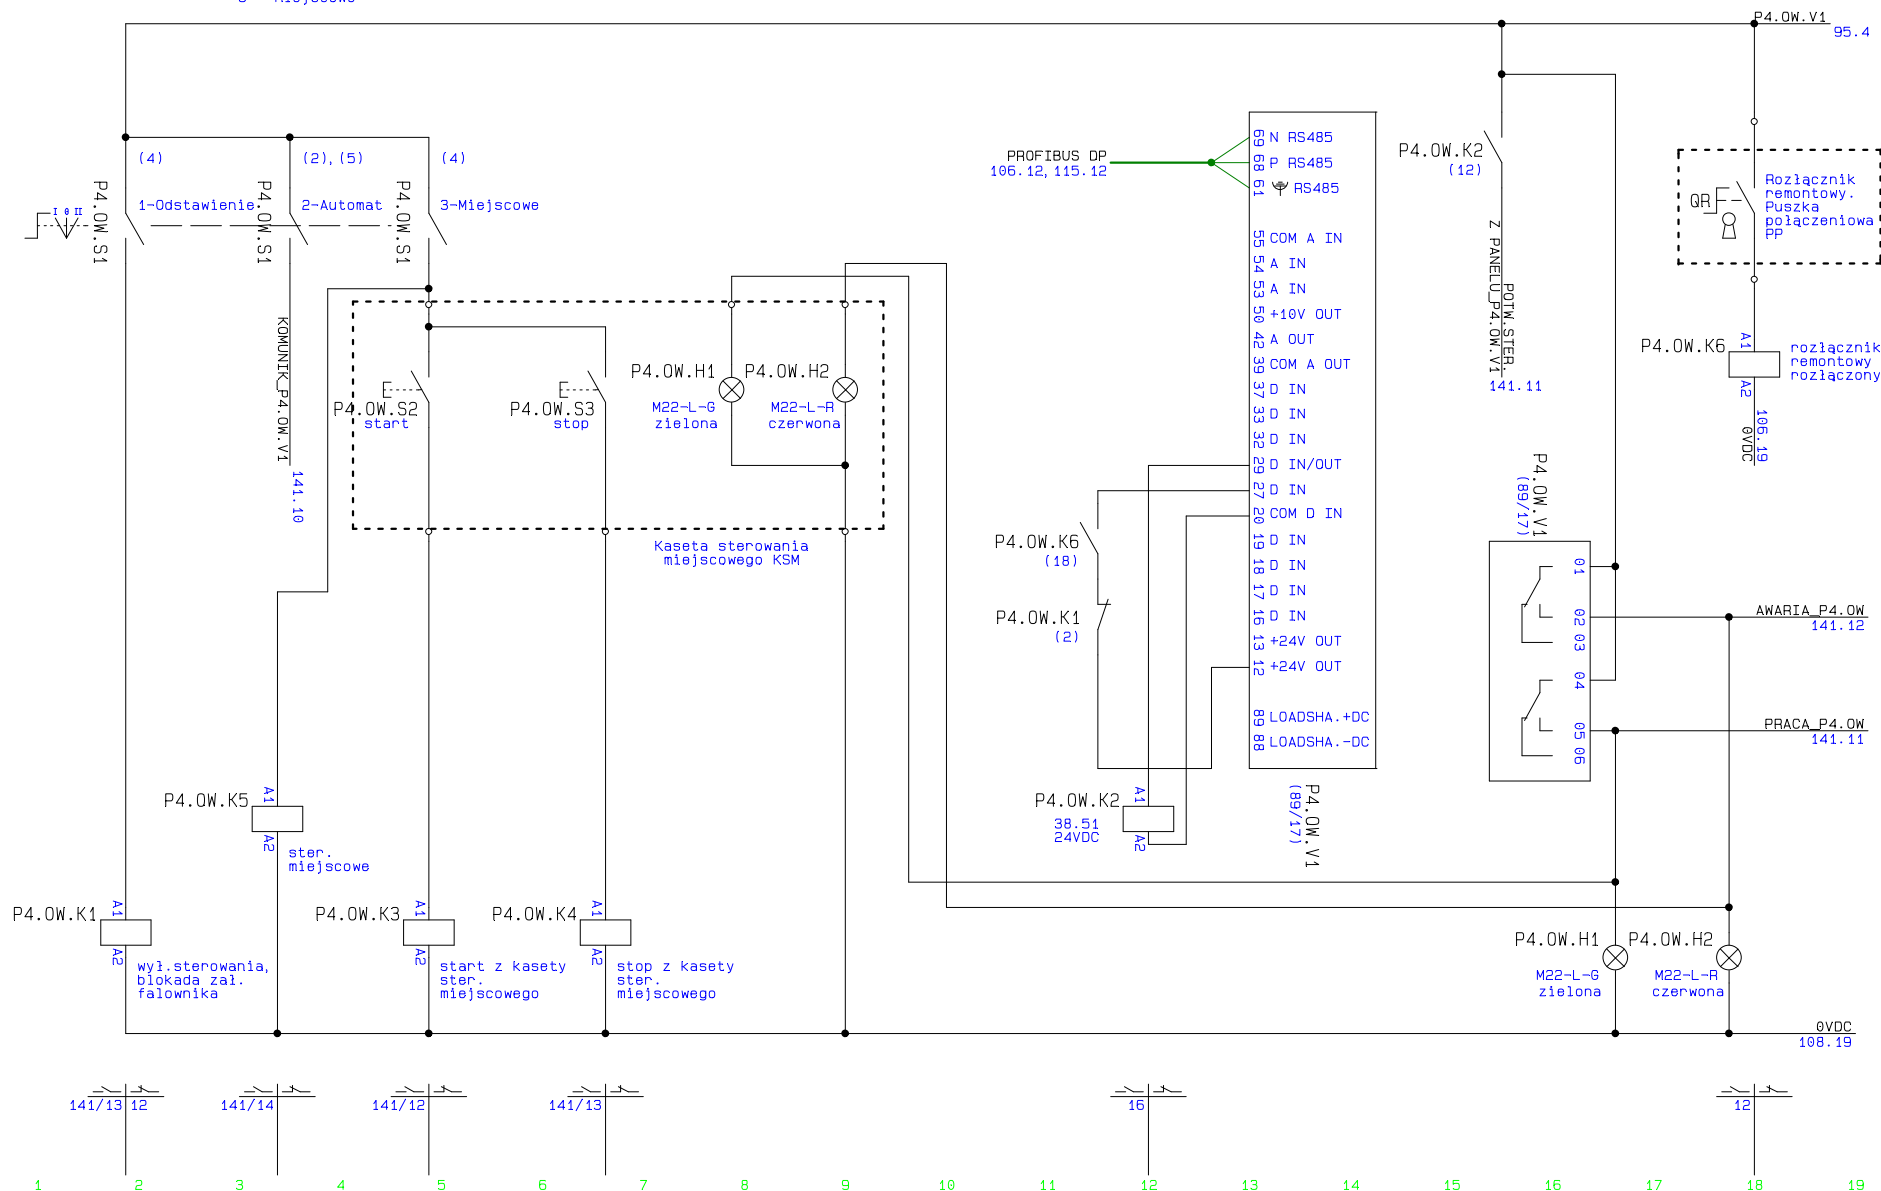 P4.OW.V1
95.4
(4)
(2),(5)
(4)
P4.OW.S1
1-Odstawienie
P4.OW.S1
2-Automat
P4.OW.S1
3-Miejscowe
I 0 II
KOMUNIK_P4.OW.V1
141.10
P4.OW.S2
start
P4.OW.S3
stop
P4.OW.H1
M22-L-G
zielona
P4.OW.H2
M22-L-R
czerwona
Kaseta sterowania
miejscowego KSM
PROFIBUS DP
106.12,115.12
69 N RS485
68 P RS485
61 RS485
55 COM A IN
54 A IN
53 A IN
50 +10V OUT
42 A OUT
39 COM A OUT
37 D IN
33 D IN
32 D IN
29 D IN/OUT
27 D IN
20 COM D IN
19 D IN
18 D IN
17 D IN
16 D IN
13 +24V OUT
12 +24V OUT
89 LOADSHA.+DC
88 LOADSHA.-DC
P4.OW.V1
(89/17)
P4.OW.K6
(18)
P4.OW.K1
(2)
P4.OW.K2
38.51
24VDC
A1
A2
P4.OW.K2
(12)
Z PANELU_P4.OW.V1
POTW.STER.
141.11
QR
Rozłącznik
remontowy.
Puszka
połączeniowa
PP
P4.OW.K6
A1
A2
rozłącznik
remontowy
rozłączony
106.19
0VDC
P4.OW.V1
(89/17)
01
02
03
04
05
06
AWARIA_P4.OW
141.12
PRACA_P4.OW
141.11
P4.OW.K5
A1
A2
ster.
miejscowe
P4.OW.K1
A1
A2
wył.sterowania,
blokada zał.
falownika
P4.OW.K3
A1
A2
start z kasety
ster.
miejscowego
P4.OW.K4
A1
A2
stop z kasety
ster.
miejscowego
P4.OW.H1
M22-L-G
zielona
P4.OW.H2
M22-L-R
czerwona
0VDC
108.19
141/13 12
141/14
141/12
141/13
16
12
1 2 3 4 5 6 7 8 9 10 11 12 13 14 15 16 17 18 19